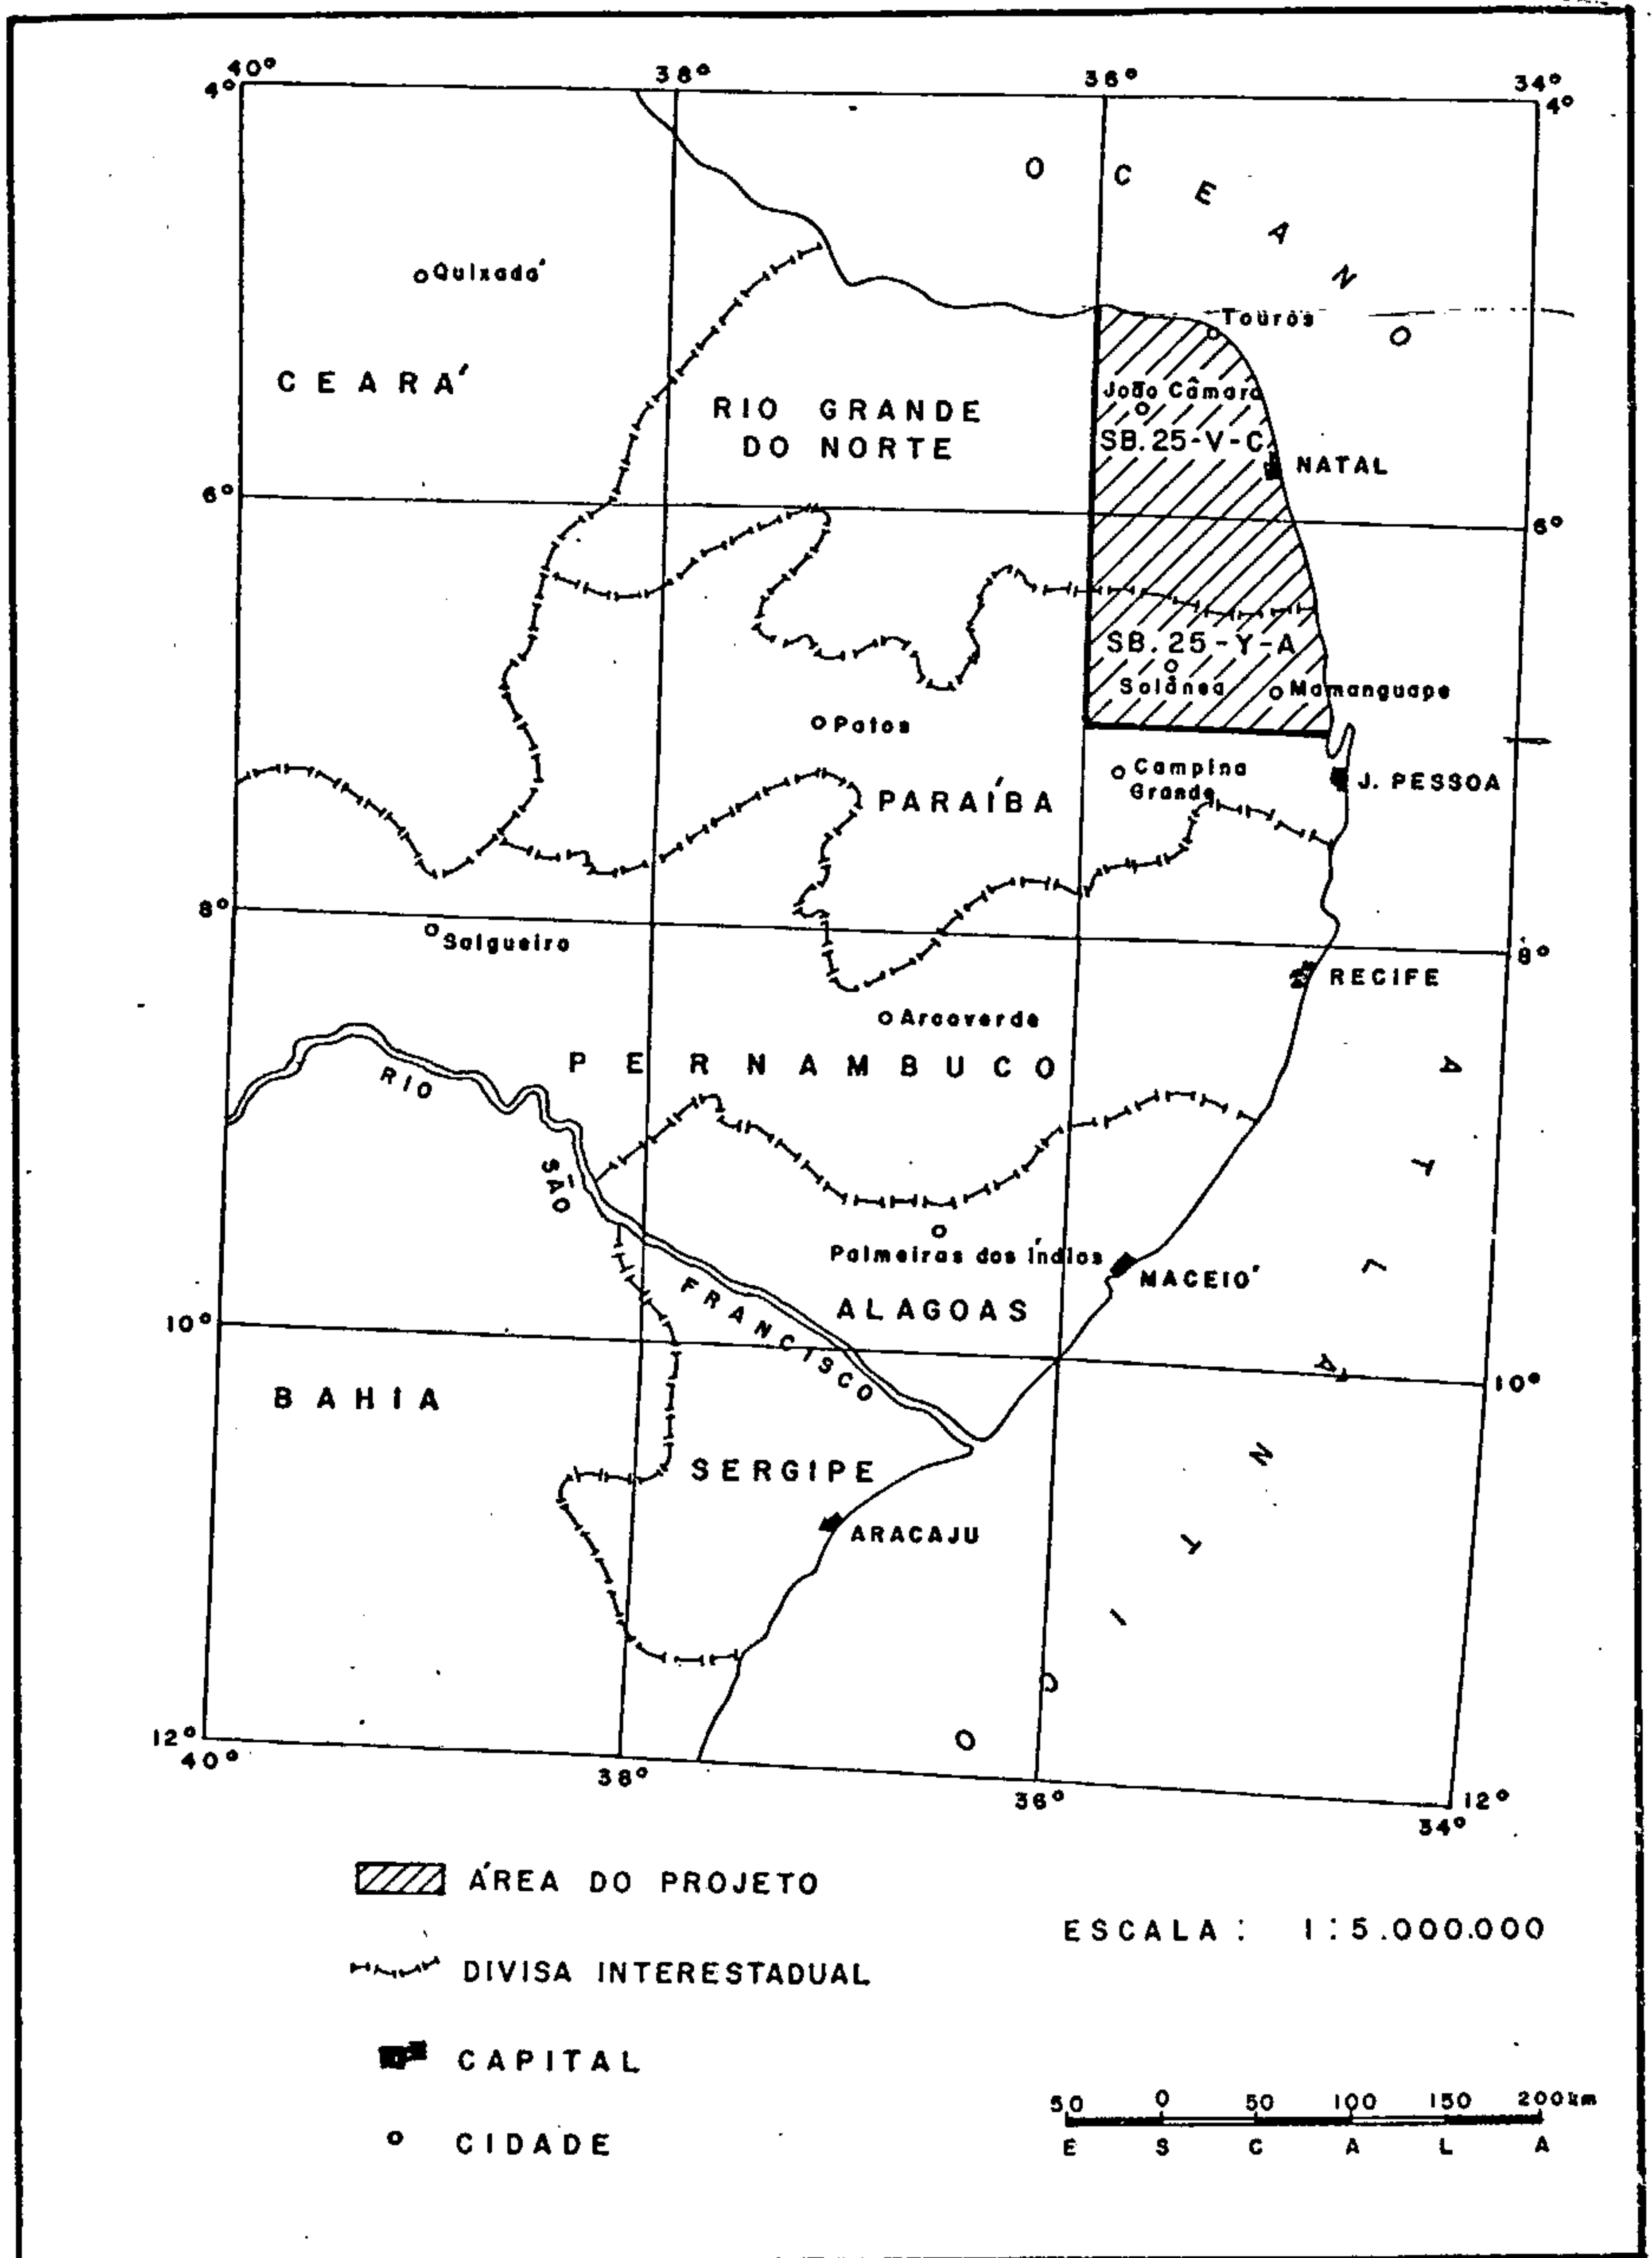 40° 38° 36° 34°
4° 4°
O C E A N O
Quixadá
Touros
CEARÁ
João Câmara
RIO GRANDE
DO NORTE
SB.25-V-C
NATAL
6° 6°
SB.25-Y-A
Solânea
Mamanguape
Patos
Campina
Grande
J. PESSOA
PARAÍBA
8° 8°
Salgueiro
RECIFE
Arcoverde
PERNAMBUCO
RIO SÃO FRANCISCO
A T L Â N T I C O
Palmeiras dos Índios
MACEIÓ
ALAGOAS
10° 10°
BAHIA
SERGIPE
ARACAJU
12° 12°
40° 38° 36° 34°
ÁREA DO PROJETO
ESCALA: 1:5.000.000
DIVISA INTERESTADUAL
CAPITAL
50 0 50 100 150 200km
ESCALA
CIDADE